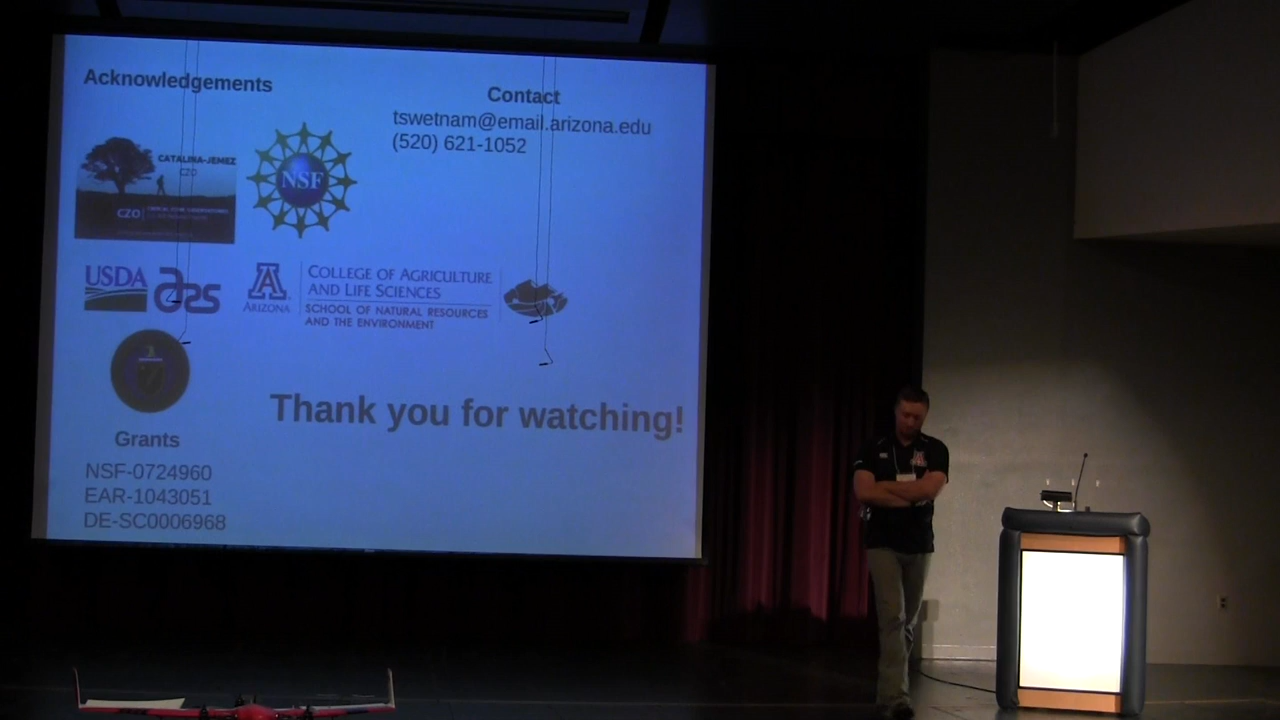 Acknowledgements
Contact
tswetnam@email.arizona.edu
(520) 621-1052
CATALINA-JEMEZ
CZO
NSF
CZO
USDA
ars
A
ARIZONA
COLLEGE OF AGRICULTURE
AND LIFE SCIENCES
SCHOOL OF NATURAL RESOURCES
AND THE ENVIRONMENT
Thank you for watching!
Grants
NSF-0724960
EAR-1043051
DE-SC0006968
A